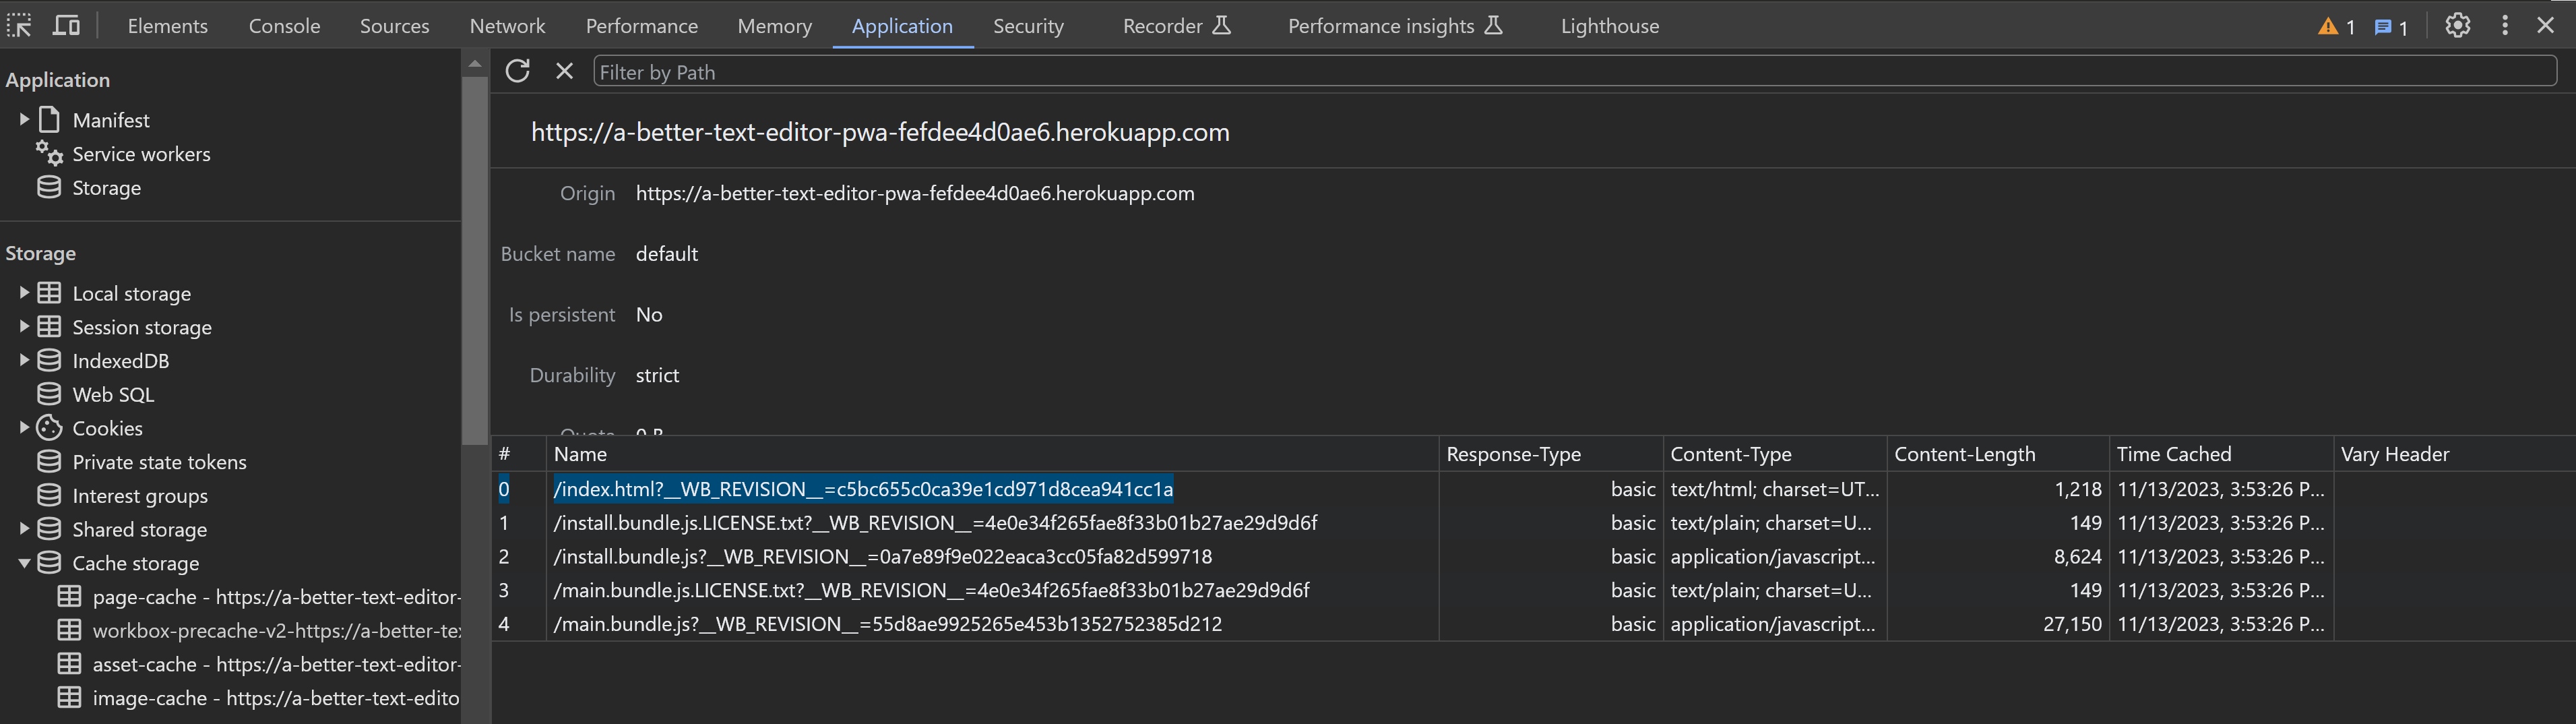 Elements Console Sources Network Performance Memory Application Security Recorder Performance insights Lighthouse 1 1
Application
Manifest
Service workers
Storage
Storage
Local storage
Session storage
IndexedDB
Web SQL
Cookies
Private state tokens
Interest groups
Shared storage
Cache storage
page-cache - https://a-better-text-editor-
workbox-precache-v2-https://a-better-te
asset-cache - https://a-better-text-editor-
image-cache - https://a-better-text-edito
Filter by Path
https://a-better-text-editor-pwa-fefdee4d0ae6.herokuapp.com
Origin https://a-better-text-editor-pwa-fefdee4d0ae6.herokuapp.com
Bucket name default
Is persistent No
Durability strict
Quota 0 B
# Name Response-Type Content-Type Content-Length Time Cached Vary Header
0 /index.html?__WB_REVISION__=c5bc655c0ca39e1cd971d8cea941cc1a basic text/html; charset=UT... 1,218 11/13/2023, 3:53:26 P...
1 /install.bundle.js.LICENSE.txt?__WB_REVISION__=4e0e34f265fae8f33b01b27ae29d9d6f basic text/plain; charset=U... 149 11/13/2023, 3:53:26 P...
2 /install.bundle.js?__WB_REVISION__=0a7e89f9e022eaca3cc05fa82d599718 basic application/javascript... 8,624 11/13/2023, 3:53:26 P...
3 /main.bundle.js.LICENSE.txt?__WB_REVISION__=4e0e34f265fae8f33b01b27ae29d9d6f basic text/plain; charset=U... 149 11/13/2023, 3:53:26 P...
4 /main.bundle.js?__WB_REVISION__=55d8ae9925265e453b1352752385d212 basic application/javascript... 27,150 11/13/2023, 3:53:26 P...